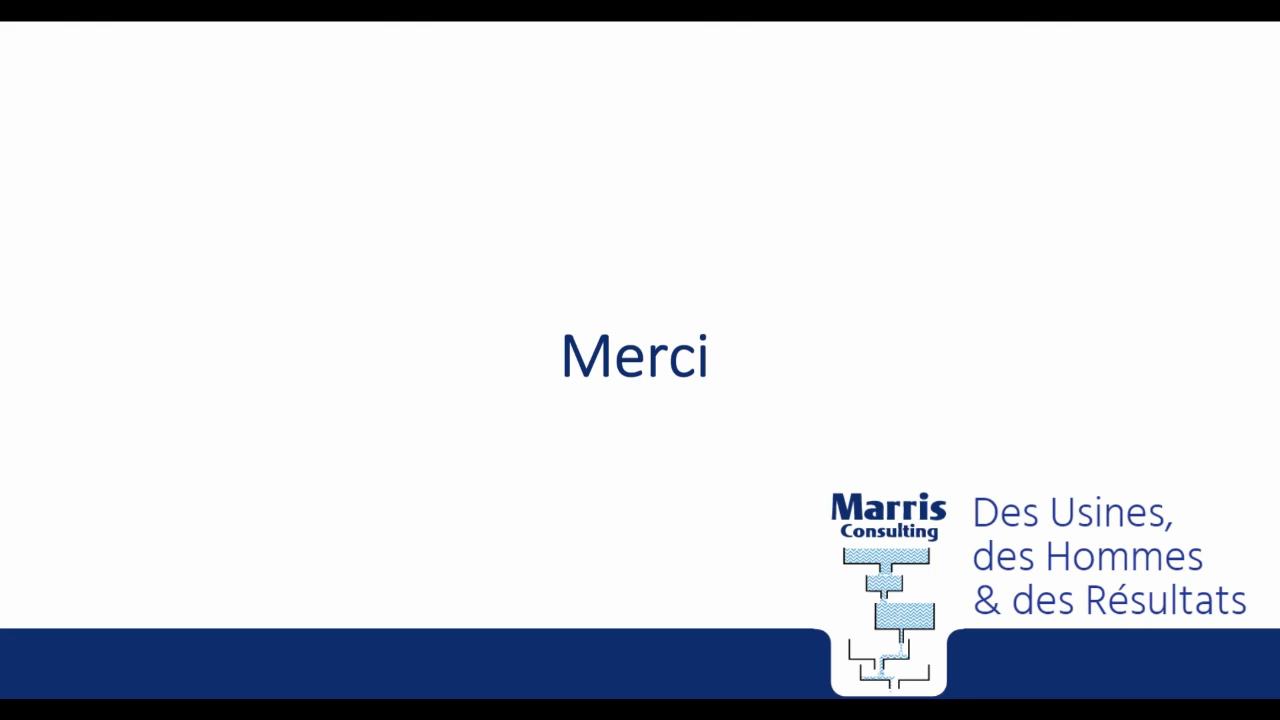 Merci
Marris
Consulting
Des Usines,
des Hommes
& des Résultats